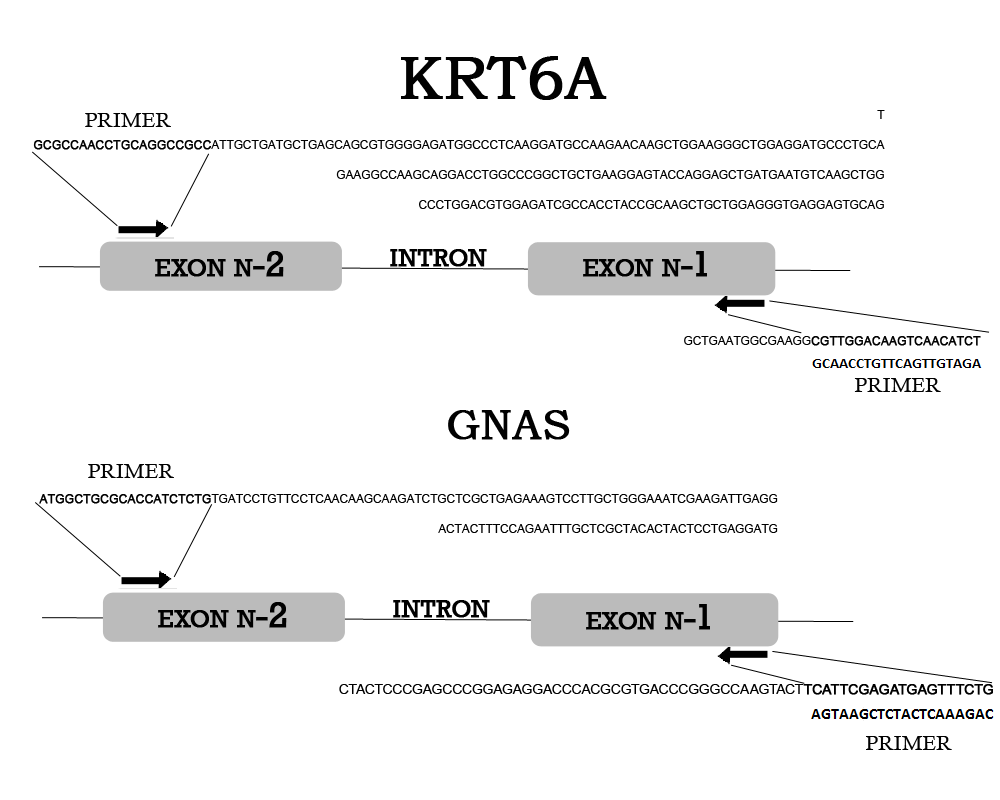 KRT6A
T
PRIMER
GCGCCAACCTGCAGGCCGCCATTGCTGATGCTGAGCAGCGTGGGGAGATGGCCCTCAAGGATGCCAAGAACAAGCTGGAAGGGCTGGAGGATGCCCTGCA
GAAGGCCAAGCAGGACCTGGCCCGGCTGCTGAAGGAGTACCAGGAGCTGATGAATGTCAAGCTGG
CCCTGGACGTGGAGATCGCCACCTACCGCAAGCTGCTGGAGGGTGAGGAGTGCAG
EXON N-2
INTRON
EXON N-1
GCTGAATGGCGAAGGCGTTGGACAAGTCAACATCT
GCAACCTGTTCAGTTGTAGA
PRIMER
GNAS
PRIMER
ATGGCTGCGCACCATCTCTGTGATCCTGTTCCTCAACAAGCAAGATCTGCTCGCTGAGAAAGTCCTTGCTGGGAAATCGAAGATTGAGG
ACTACTTTCCAGAATTTGCTCGCTACACTACTCCTGAGGATG
EXON N-2
INTRON
EXON N-1
CTACTCCCGAGCCCGGAGAGGACCCACGCGTGACCCGGGCCAAGTACTTCATTCGAGATGAGTTTCTG
AGTAAGCTCTACTCAAAGAC
PRIMER